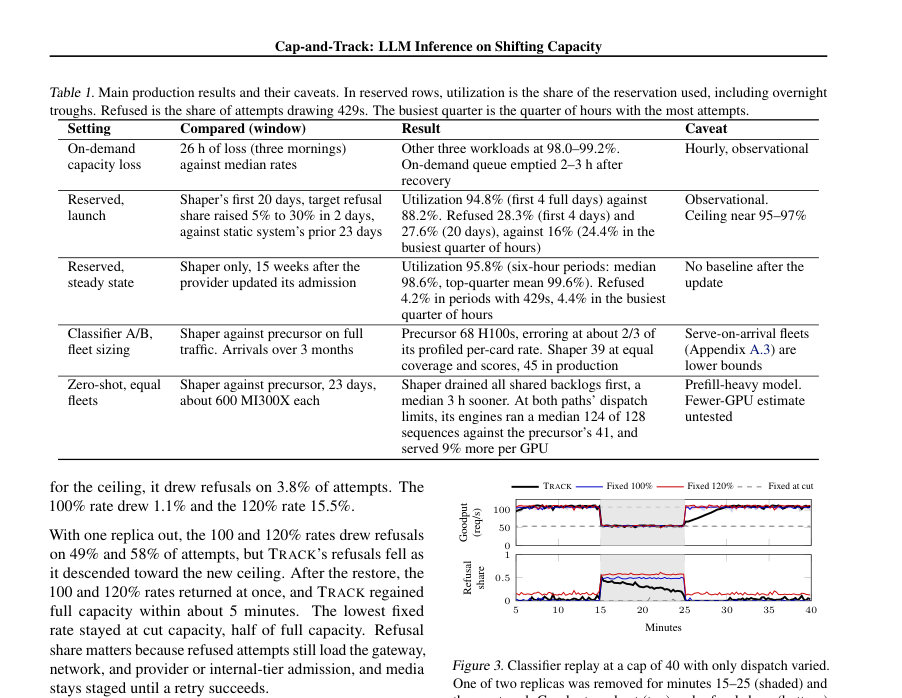 Cap-and-Track: LLM Inference on Shifting Capacity
Table 1. Main production results and their caveats. In reserved rows, utilization is the share of the reservation used, including overnight
troughs. Refused is the share of attempts drawing 429s. The busiest quarter is the quarter of hours with the most attempts.
Setting Compared (window) Result Caveat
On-demand 26 h of loss (three mornings) Other three workloads at 98.0–99.2%. Hourly, observational
capacity loss against median rates On-demand queue emptied 2–3 h after
recovery
Reserved, Shaper's first 20 days, target refusal Utilization 94.8% (first 4 full days) against Observational.
launch share raised 5% to 30% in 2 days, 88.2%. Refused 28.3% (first 4 days) and Ceiling near 95–97%
against static system's prior 23 days 27.6% (20 days), against 16% (24.4% in the
busiest quarter of hours)
Reserved, Shaper only, 15 weeks after the Utilization 95.8% (six-hour periods: median No baseline after the
steady state provider updated its admission 98.6%, top-quarter mean 99.6%). Refused update
4.2% in periods with 429s, 4.4% in the busiest
quarter of hours
Classifier A/B, Shaper against precursor on full Precursor 68 H100s, erroring at about 2/3 of Serve-on-arrival fleets
fleet sizing traffic. Arrivals over 3 months its profiled per-card rate. Shaper 39 at equal (Appendix A.3) are
coverage and scores, 45 in production lower bounds
Zero-shot, equal Shaper against precursor, 23 days, Shaper drained all shared backlogs first, a Prefill-heavy model.
fleets about 600 MI300X each median 3 h sooner. At both paths' dispatch Fewer-GPU estimate
limits, its engines ran a median 124 of 128 untested
sequences against the precursor's 41, and
served 9% more per GPU
for the ceiling, it drew refusals on 3.8% of attempts. The
100% rate drew 1.1% and the 120% rate 15.5%.
With one replica out, the 100 and 120% rates drew refusals
on 49% and 58% of attempts, but TRACK's refusals fell as
it descended toward the new ceiling. After the restore, the
100 and 120% rates returned at once, and TRACK regained
full capacity within about 5 minutes. The lowest fixed
rate stayed at cut capacity, half of full capacity. Refusal
share matters because refused attempts still load the gateway,
network, and provider or internal-tier admission, and media
stays staged until a retry succeeds.
TRACK Fixed 100% Fixed 120% Fixed at cut
Goodput
(req/s)
100
50
0
Refusal
share
1
0.5
0
5 10 15 20 25 30 35 40
Minutes
Figure 3. Classifier replay at a cap of 40 with only dispatch varied.
One of two replicas was removed for minutes 15–25 (shaded) and